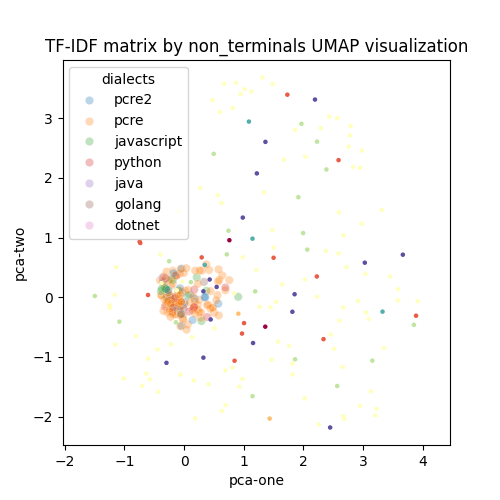 TF-IDF matrix by non_terminals UMAP visualization
dialects
pcre2
pcre
javascript
python
java
golang
dotnet
3
2
1
0
−1
−2
pca-two
−2 −1 0 1 2 3 4
pca-one